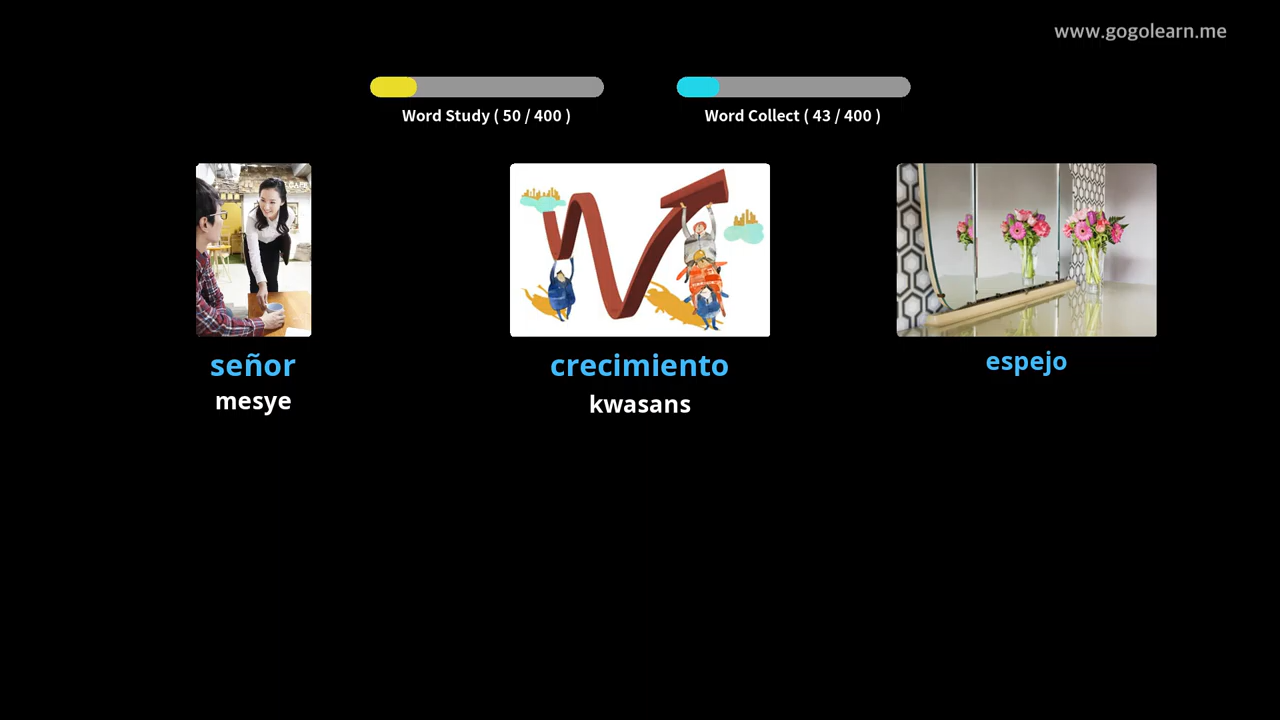 www.gogolearn.me
Word Study ( 50 / 400 )
Word Collect ( 43 / 400 )
señor
mesye
crecimiento
kwasans
espejo